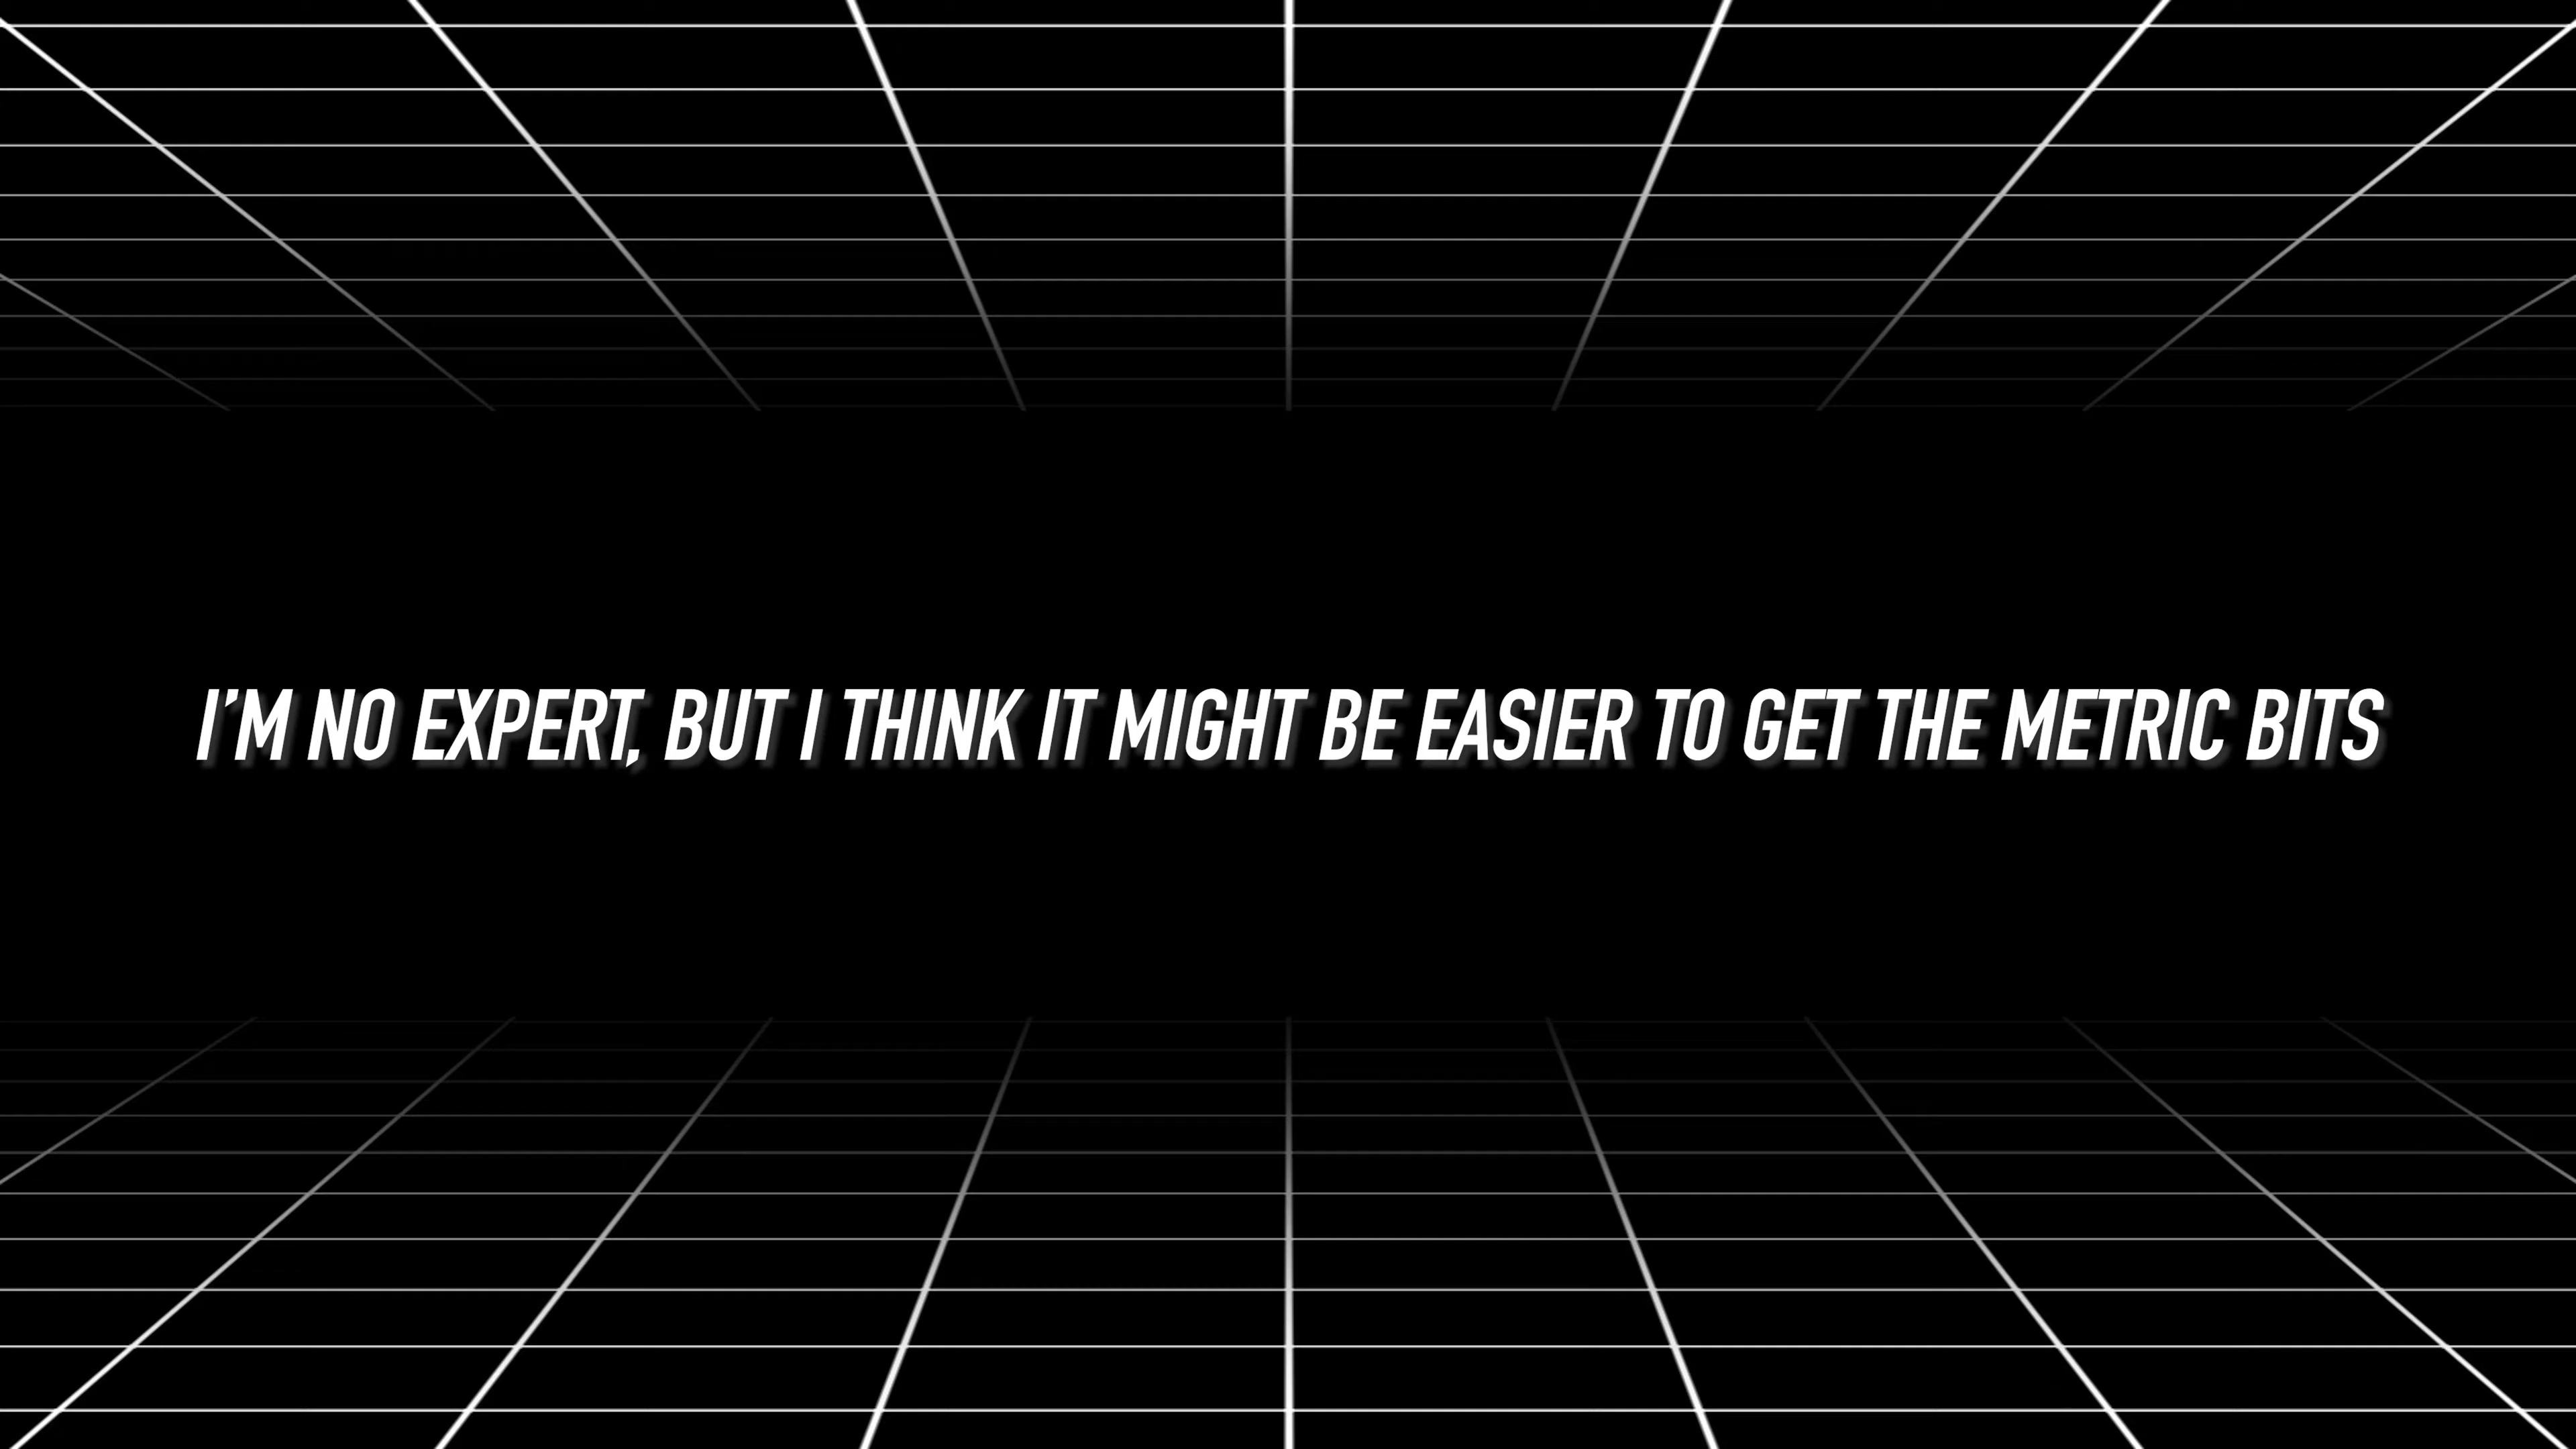 I'M NO EXPERT, BUT I THINK IT MIGHT BE EASIER TO GET THE METRIC BITS